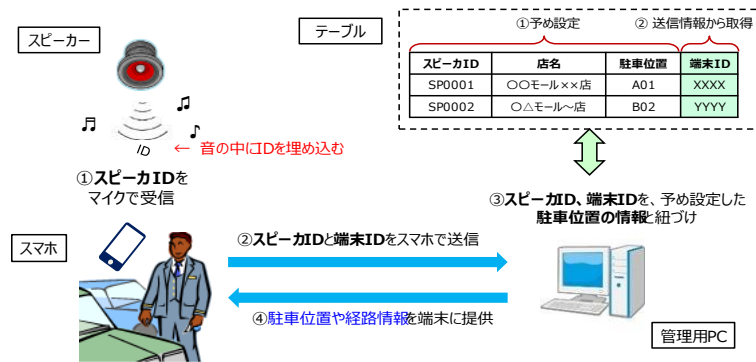 スピーカー
テーブル
①予め設定
② 送信情報から取得
スピーカID 店名 駐車位置 端末ID
SP0001 〇〇モール××店 A01 XXXX
SP0002 〇△モール～店 B02 YYYY
ID
← 音の中にIDを埋め込む
①スピーカIDを
マイクで受信
③スピーカID、端末IDを、予め設定した
駐車位置の情報と紐づけ
スマホ
②スピーカIDと端末IDをスマホで送信
④駐車位置や経路情報を端末に提供
管理用PC